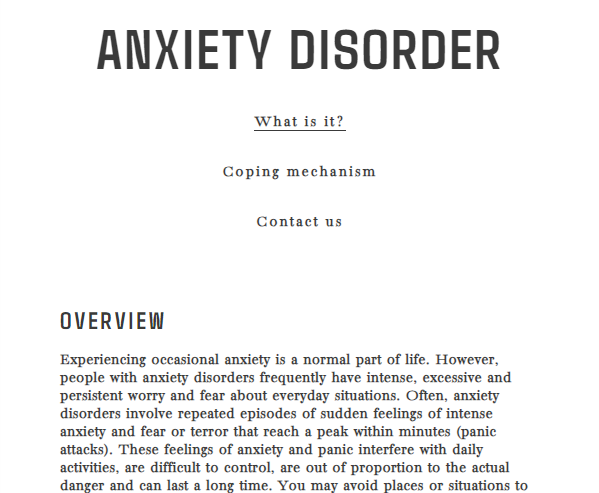 ANXIETY DISORDER
What is it?
Coping mechanism
Contact us
OVERVIEW
Experiencing occasional anxiety is a normal part of life. However,
people with anxiety disorders frequently have intense, excessive and
persistent worry and fear about everyday situations. Often, anxiety
disorders involve repeated episodes of sudden feelings of intense
anxiety and fear or terror that reach a peak within minutes (panic
attacks). These feelings of anxiety and panic interfere with daily
activities, are difficult to control, are out of proportion to the actual
danger and can last a long time. You may avoid places or situations to